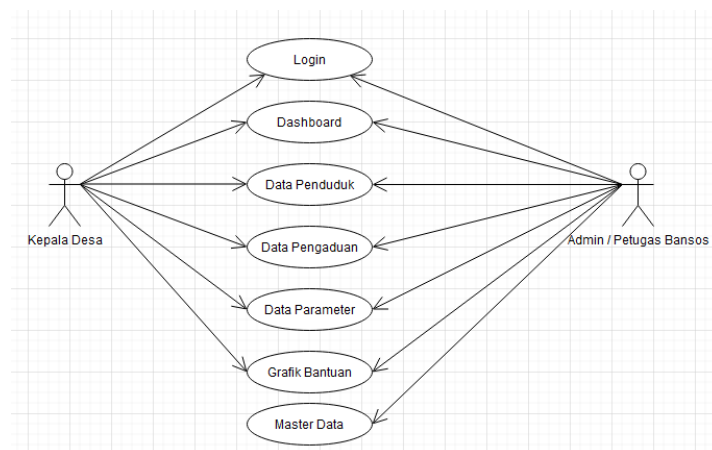 Login
Dashboard
Data Penduduk
Kepala Desa
Data Pengaduan
Admin / Petugas Bansos
Data Parameter
Grafik Bantuan
Master Data